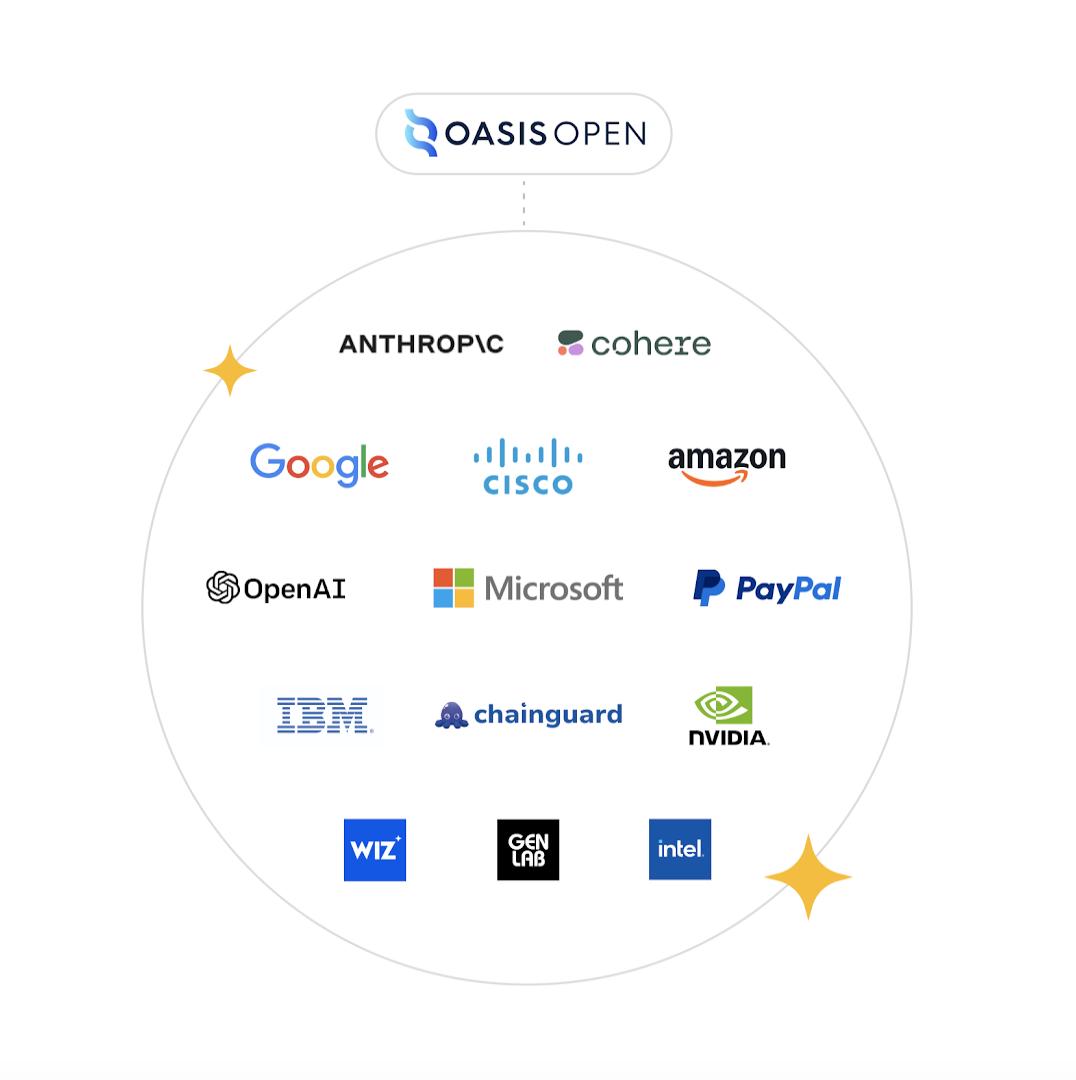 OASIS OPEN
ANTHROP\C cohere
Google cisco amazon
OpenAI Microsoft PayPal
IBM chainguard NVIDIA
WIZ GEN LAB intel